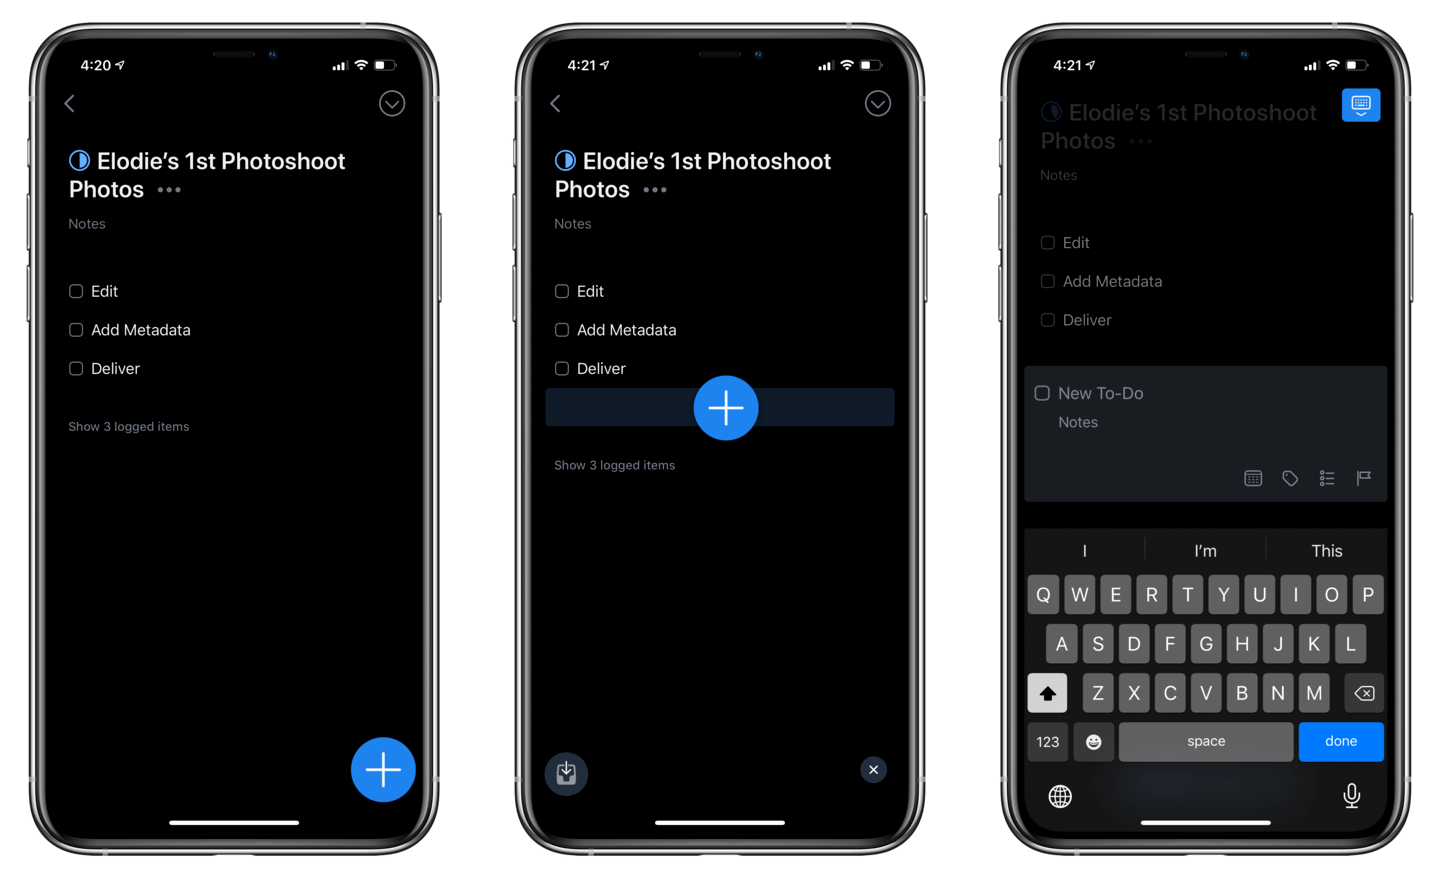 4:20
Elodie’s 1st Photoshoot
Photos
Notes
Edit
Add Metadata
Deliver
Show 3 logged items
4:21
Elodie’s 1st Photoshoot
Photos
Notes
Edit
Add Metadata
Deliver
Show 3 logged items
4:21
Elodie’s 1st Photoshoot
Photos
Notes
Edit
Add Metadata
Deliver
New To-Do
Notes
I I’m This
Q W E R T Y U I O P
A S D F G H J K L
Z X C V B N M
123 space done